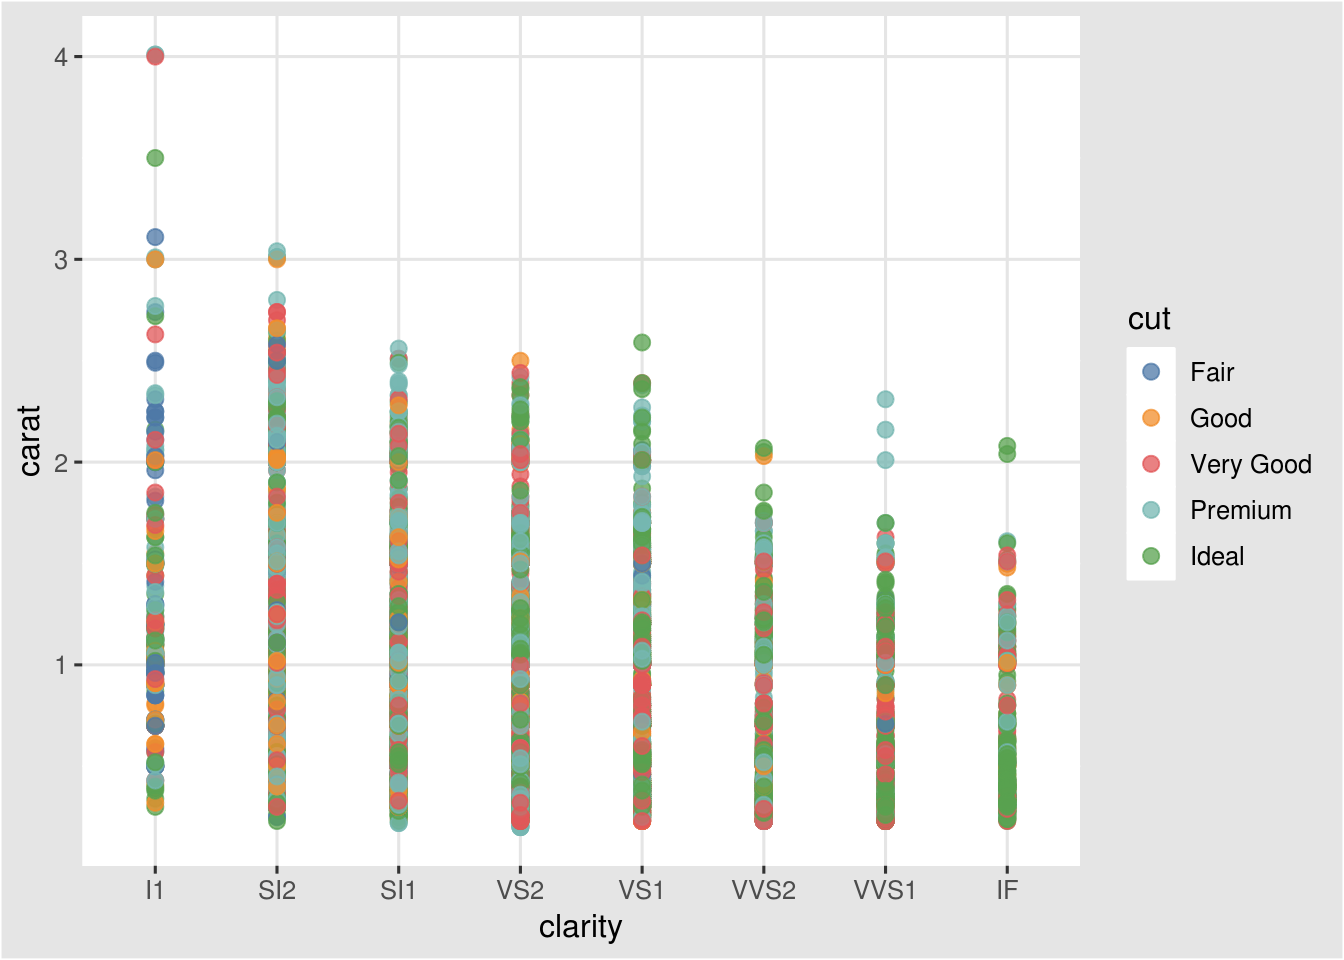 4
3
2
1
carat
I1 SI2 SI1 VS2 VS1 VVS2 VVS1 IF
clarity
cut
Fair
Good
Very Good
Premium
Ideal